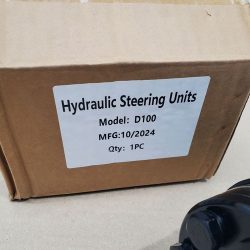 Hydraulic Steering Units
Model: D100
MFG:10/2024
Qty: 1PC